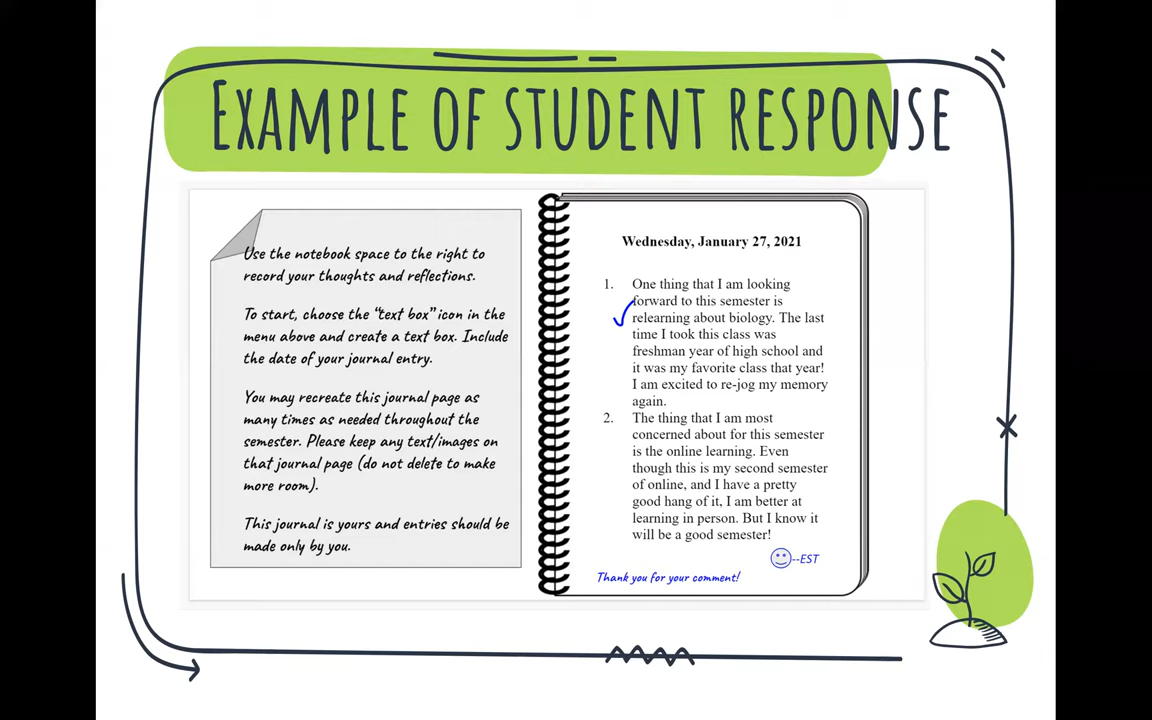 Example of student response
Use the notebook space to the right to
record your thoughts and reflections.
To start, choose the "text box" icon in the
menu above and create a text box. Include
the date of your journal entry.
You may recreate this journal page as
many times as needed throughout the
semester. Please keep any text/images on
that journal page (do not delete to make
more room).
This journal is yours and entries should be
made only by you.
Wednesday, January 27, 2021
1. One thing that I am looking
forward to this semester is
relearning about biology. The last
time I took this class was
freshman year of high school and
it was my favorite class that year!
I am excited to re-jog my memory
again.
2. The thing that I am most
concerned about for this semester
is the online learning. Even
though this is my second semester
of online, and I have a pretty
good hang of it, I am better at
learning in person. But I know it
will be a good semester!
--EST
Thank you for your comment!